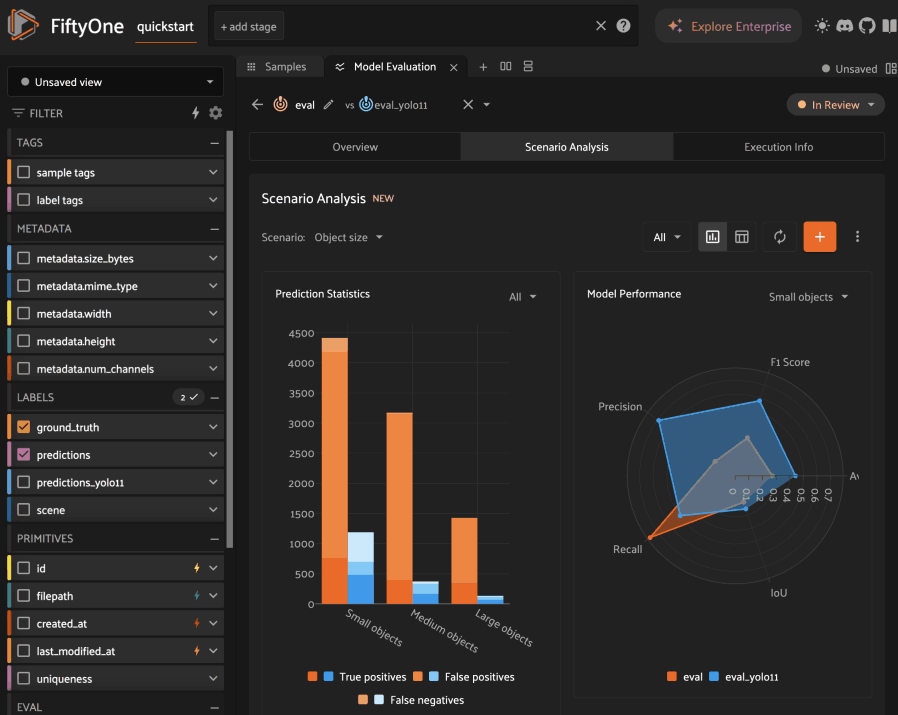 FiftyOne quickstart + add stage Explore Enterprise
Samples Model Evaluation Unsaved
Unsaved view
eval vs eval_yolo11 In Review
FILTER
Overview Scenario Analysis Execution Info
TAGS
sample tags
label tags
METADATA
metadata.size_bytes
metadata.mime_type
metadata.width
metadata.height
metadata.num_channels
LABELS 2
ground_truth
predictions
predictions_yolo11
scene
PRIMITIVES
id
filepath
created_at
last_modified_at
uniqueness
EVAL
Scenario Analysis NEW
Scenario: Object size All
Prediction Statistics All
4500
4000
3500
3000
2500
2000
1500
1000
500
0
Small objects
Medium objects
Large objects
True positives False positives
False negatives
Model Performance Small objects
F1 Score
Precision
Av
0 0.1 0.2 0.3 0.4 0.5 0.6 0.7
Recall
IoU
eval eval_yolo11